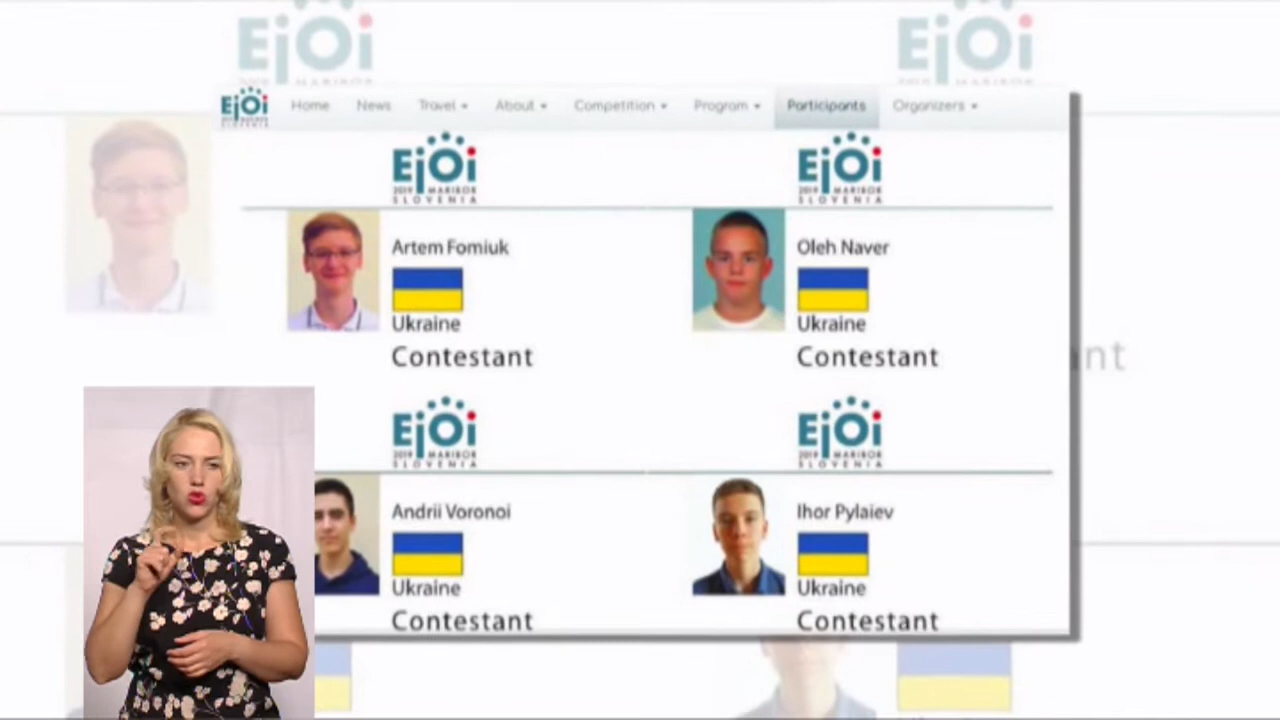 EjOi
EjOi
EjOi Home News Travel About Competition Program Participants Organizers
EjOi EjOi
2019 MARIBOR 2019 MARIBOR
SLOVENIA SLOVENIA
Artem Fomiuk Oleh Naver
Ukraine Ukraine
Contestant Contestant
EjOi EjOi
2019 MARIBOR 2019 MARIBOR
SLOVENIA SLOVENIA
Andrii Voronoi Ihor Pylaiev
Ukraine Ukraine
Contestant Contestant